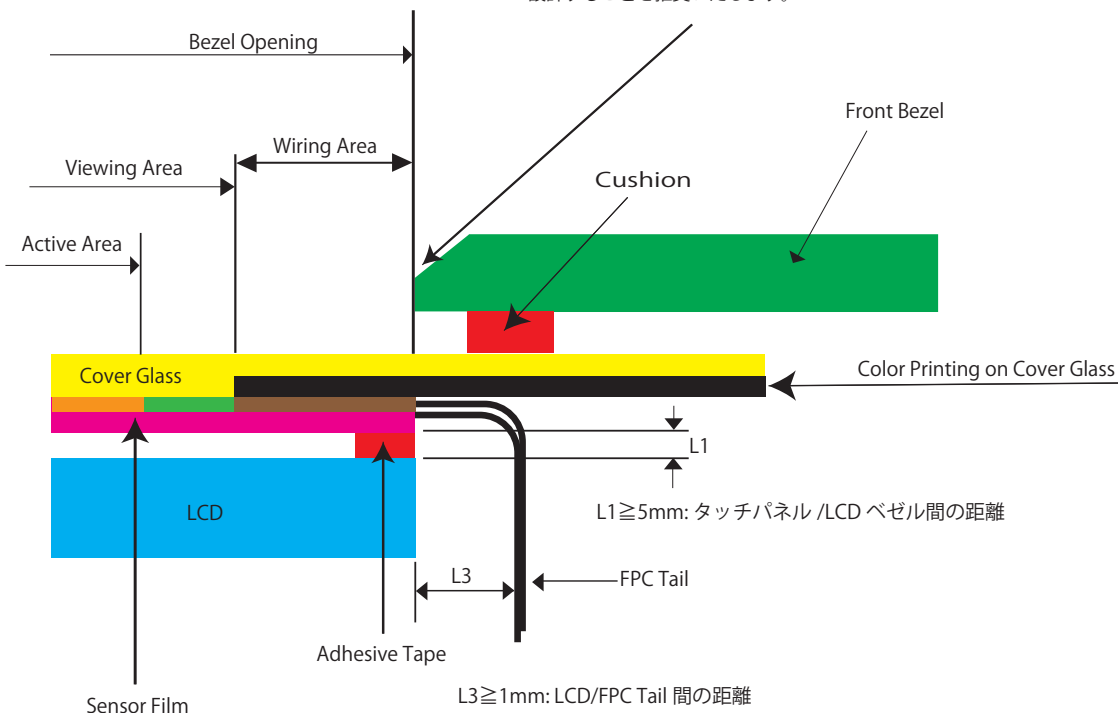 Bezel Opening
Front Bezel
Wiring Area
Viewing Area
Cushion
Active Area
Cover Glass
Color Printing on Cover Glass
L1
LCD
L1≧5mm: タッチパネル /LCD ベゼル間の距離
L3
FPC Tail
Adhesive Tape
L3≧1mm: LCD/FPC Tail 間の距離
Sensor Film